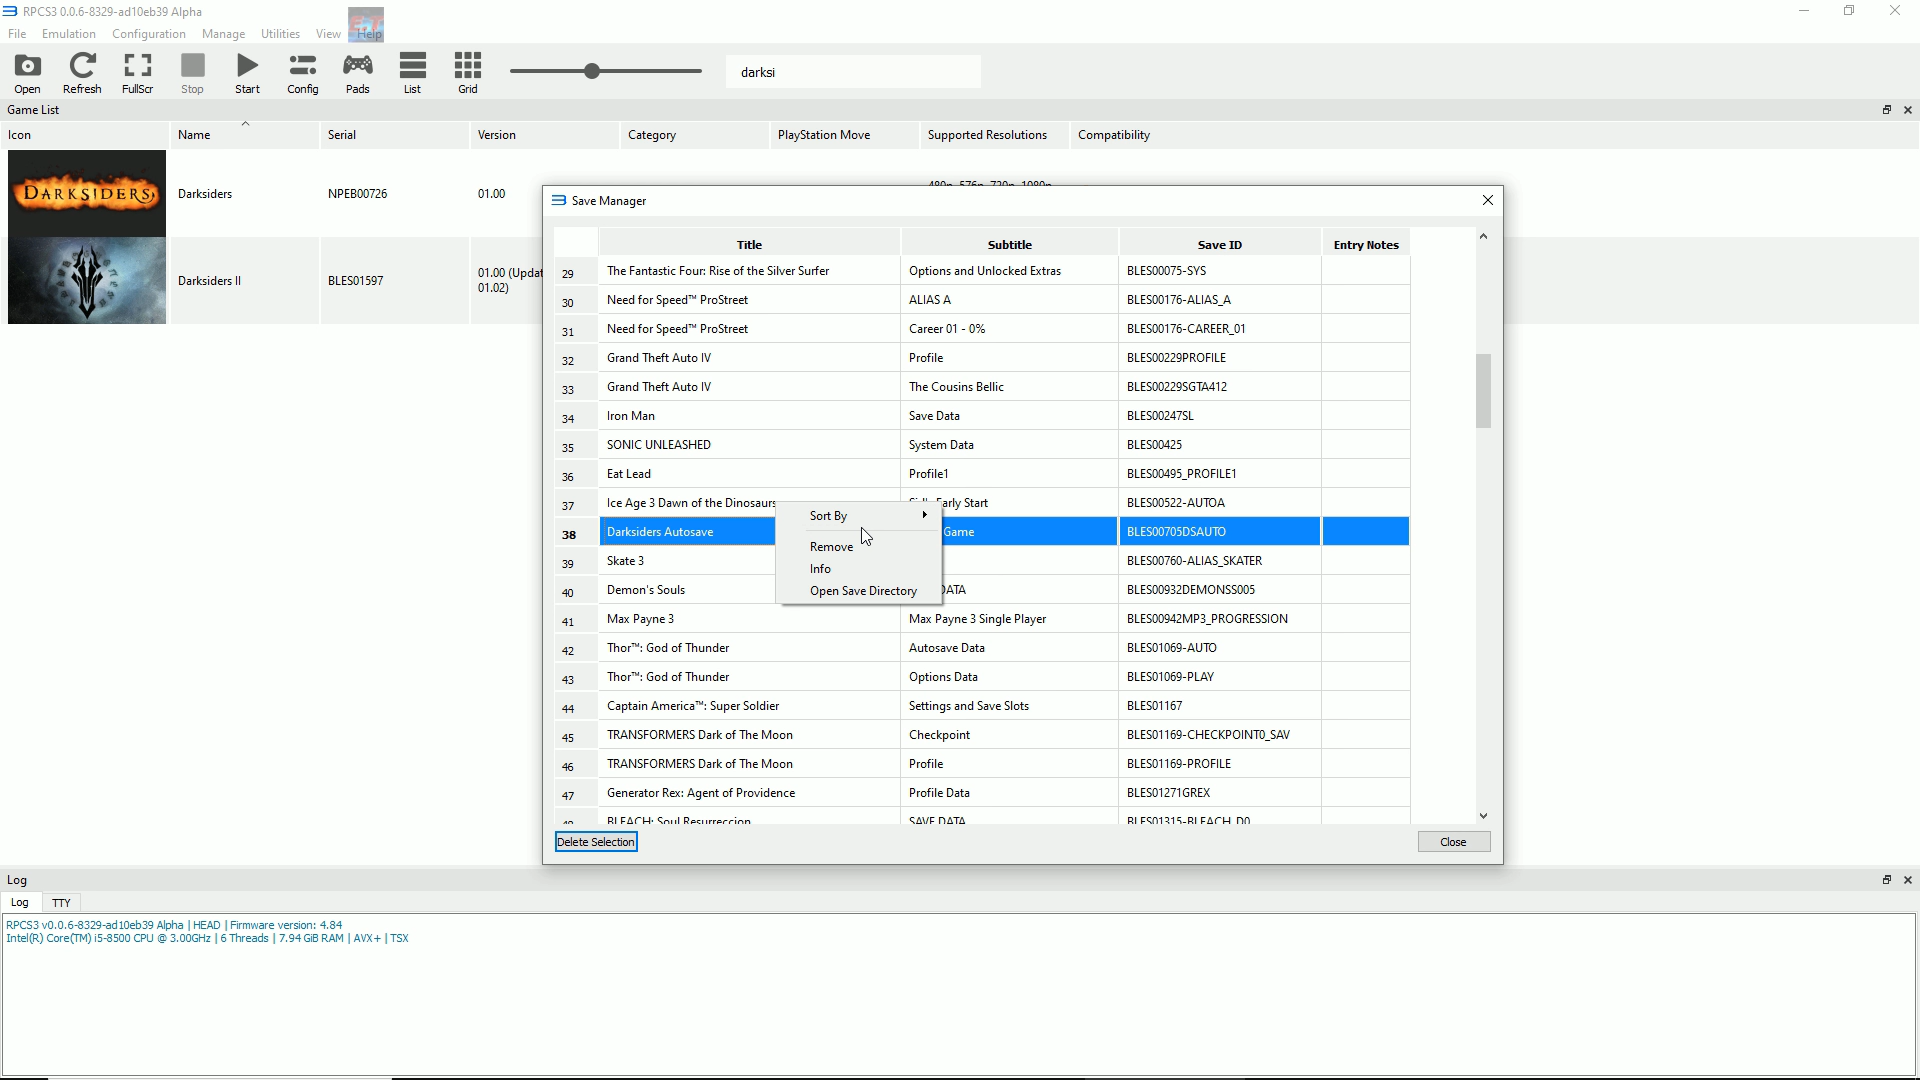 RPCS3 0.0.6-8329-ad10eb39 Alpha
File Emulation Configuration Manage Utilities View Help
Open Refresh FullScr Stop Start Config Pads List Grid
darksi
Game List
Icon Name Serial Version Category PlayStation Move Supported Resolutions Compatibility
DARKSIDERS Darksiders NPEB00726 01.00
Darksiders II BLES01597 01.00 (Updat
01.02)
Save Manager
Title Subtitle Save ID Entry Notes
29 The Fantastic Four: Rise of the Silver Surfer Options and Unlocked Extras BLES00075-SYS
30 Need for Speed™ ProStreet ALIAS A BLES00176-ALIAS_A
31 Need for Speed™ ProStreet Career 01 - 0% BLES00176-CAREER_01
32 Grand Theft Auto IV Profile BLES00229PROFILE
33 Grand Theft Auto IV The Cousins Bellic BLES00229SGTA412
34 Iron Man Save Data BLES00247SL
35 SONIC UNLEASHED System Data BLES00425
36 Eat Lead Profile1 BLES00495_PROFILE1
37 Ice Age 3 Dawn of the Dinosaurs Early Start BLES00522-AUTOA
38 Darksiders Autosave Game BLES00705DSAUTO
39 Skate 3 BLES00760-ALIAS_SKATER
40 Demon's Souls DATA BLES00932DEMONSS005
41 Max Payne 3 Max Payne 3 Single Player BLES00942MP3_PROGRESSION
42 Thor™: God of Thunder Autosave Data BLES01069-AUTO
43 Thor™: God of Thunder Options Data BLES01069-PLAY
44 Captain America™: Super Soldier Settings and Save Slots BLES01167
45 TRANSFORMERS Dark of The Moon Checkpoint BLES01169-CHECKPOINT0_SAV
46 TRANSFORMERS Dark of The Moon Profile BLES01169-PROFILE
47 Generator Rex: Agent of Providence Profile Data BLES01271GREX
BLEACH: Soul Resurreccion SAVE DATA BLES01315-BLEACH_D0
Sort By
Remove
Info
Open Save Directory
Delete Selection Close
Log
Log TTY
RPCS3 v0.0.6-8329-ad10eb39 Alpha | HEAD | Firmware version: 4.84
Intel(R) Core(TM) i5-8500 CPU @ 3.00GHz | 6 Threads | 7.94 GiB RAM | AVX+ | TSX